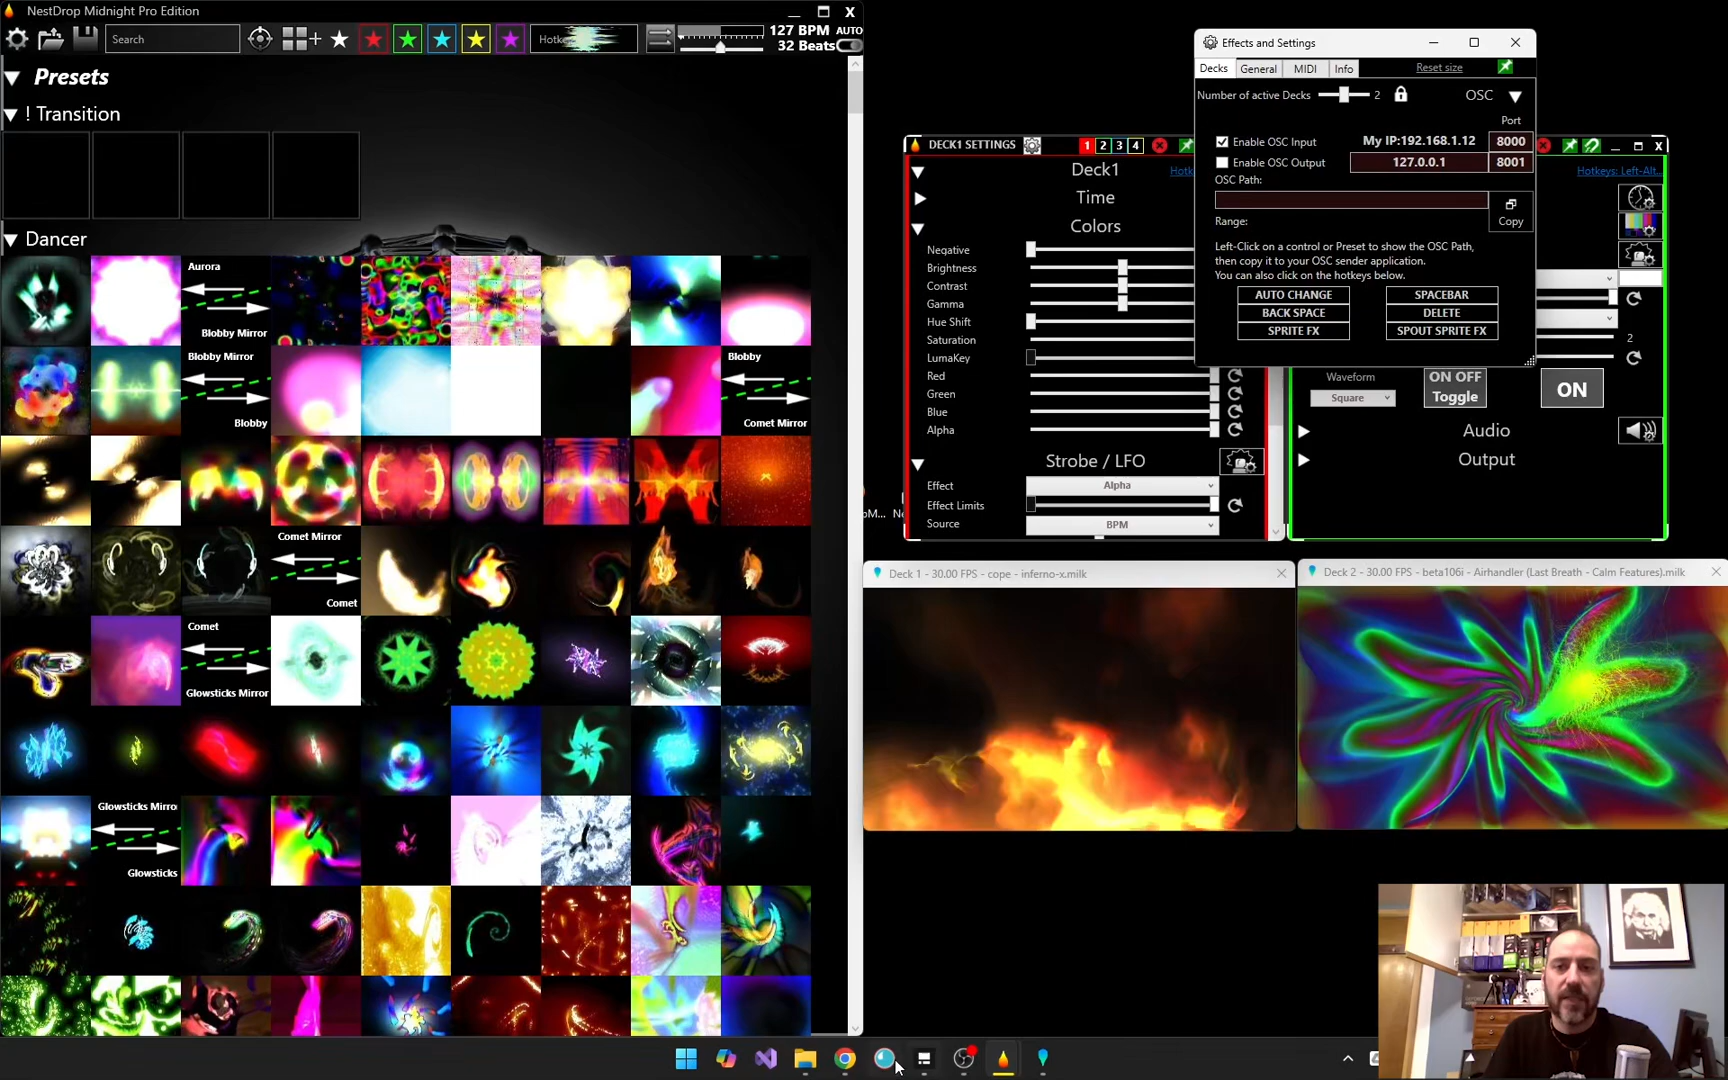 NestDrop Midnight Pro Edition
Search
127 BPM
AUTO
32 Beats
Presets
! Transition
Dancer
Aurora
Blobby Mirror
Blobby Mirror
Blobby
Blobby
Comet Mirror
Comet Mirror
Comet
Comet
Glowsticks Mirror
Glowsticks
Effects and Settings
Decks
General
MIDI
Info
Reset size
Number of active Decks
2
OSC
Port
Enable OSC Input
My IP:192.168.1.12
8000
Enable OSC Output
127.0.0.1
8001
OSC Path:
Copy
Range:
Left-Click on a control or Preset to show the OSC Path,
then copy it to your OSC sender application.
You can also click on the hotkeys below.
AUTO CHANGE
SPACEBAR
BACK SPACE
DELETE
SPRITE FX
SPOUT SPRITE FX
DECK1 SETTINGS
1 2 3 4
Deck1
Time
Colors
Negative
Brightness
Contrast
Gamma
Hue Shift
Saturation
LumaKey
Red
Green
Blue
Alpha
Strobe / LFO
Effect
Alpha
Effect Limits
Source
BPM
Hotkeys: Left-Alt...
2
Waveform
Square
ON OFF
Toggle
ON
Audio
Output
Deck 1 - 30.00 FPS - cope - inferno-x.milk
Deck 2 - 30.00 FPS - beta106i - Airhandler (Last Breath - Calm Features).milk